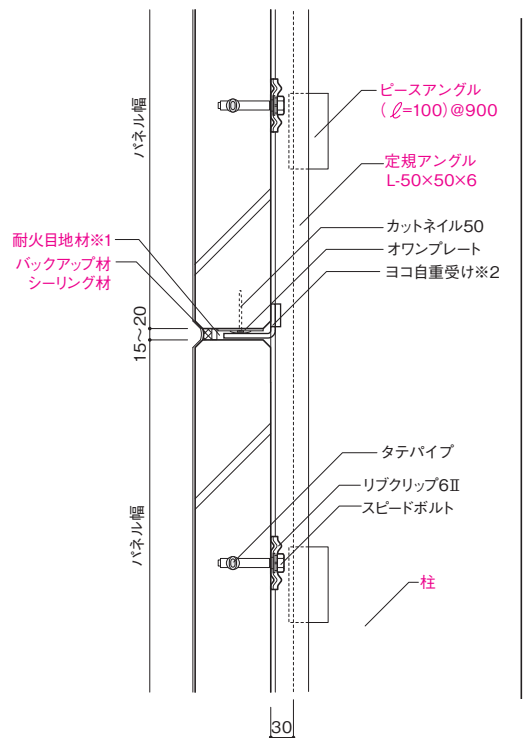 パネル幅
ピースアングル
(ℓ=100)@900
定規アングル
L-50×50×6
カットネイル50
オワンプレート
ヨコ自重受け※2
耐火目地材※1
バックアップ材
シーリング材
15～20
タテパイプ
リブクリップ6Ⅱ
スピードボルト
パネル幅
柱
30